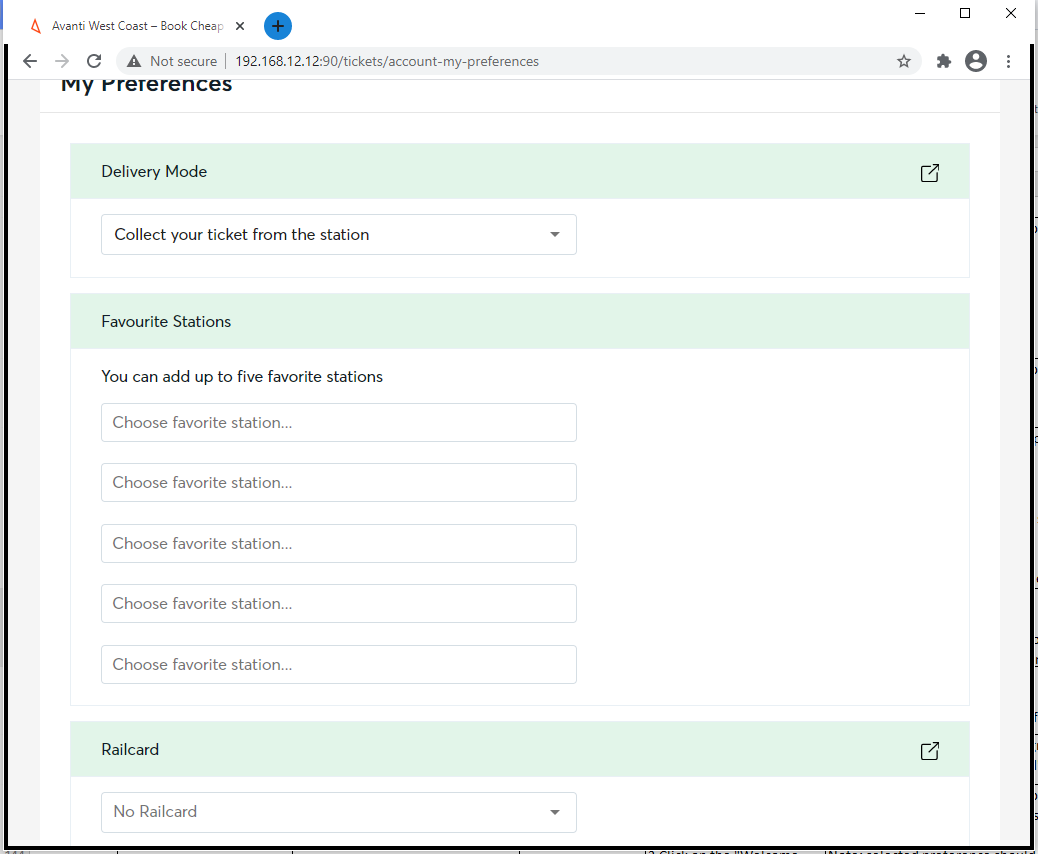 Avanti West Coast – Book Cheap
Not secure
192.168.12.12:90/tickets/account-my-preferences
My Preferences
Delivery Mode
Collect your ticket from the station
Favourite Stations
You can add up to five favorite stations
Choose favorite station...
Choose favorite station...
Choose favorite station...
Choose favorite station...
Choose favorite station...
Railcard
No Railcard